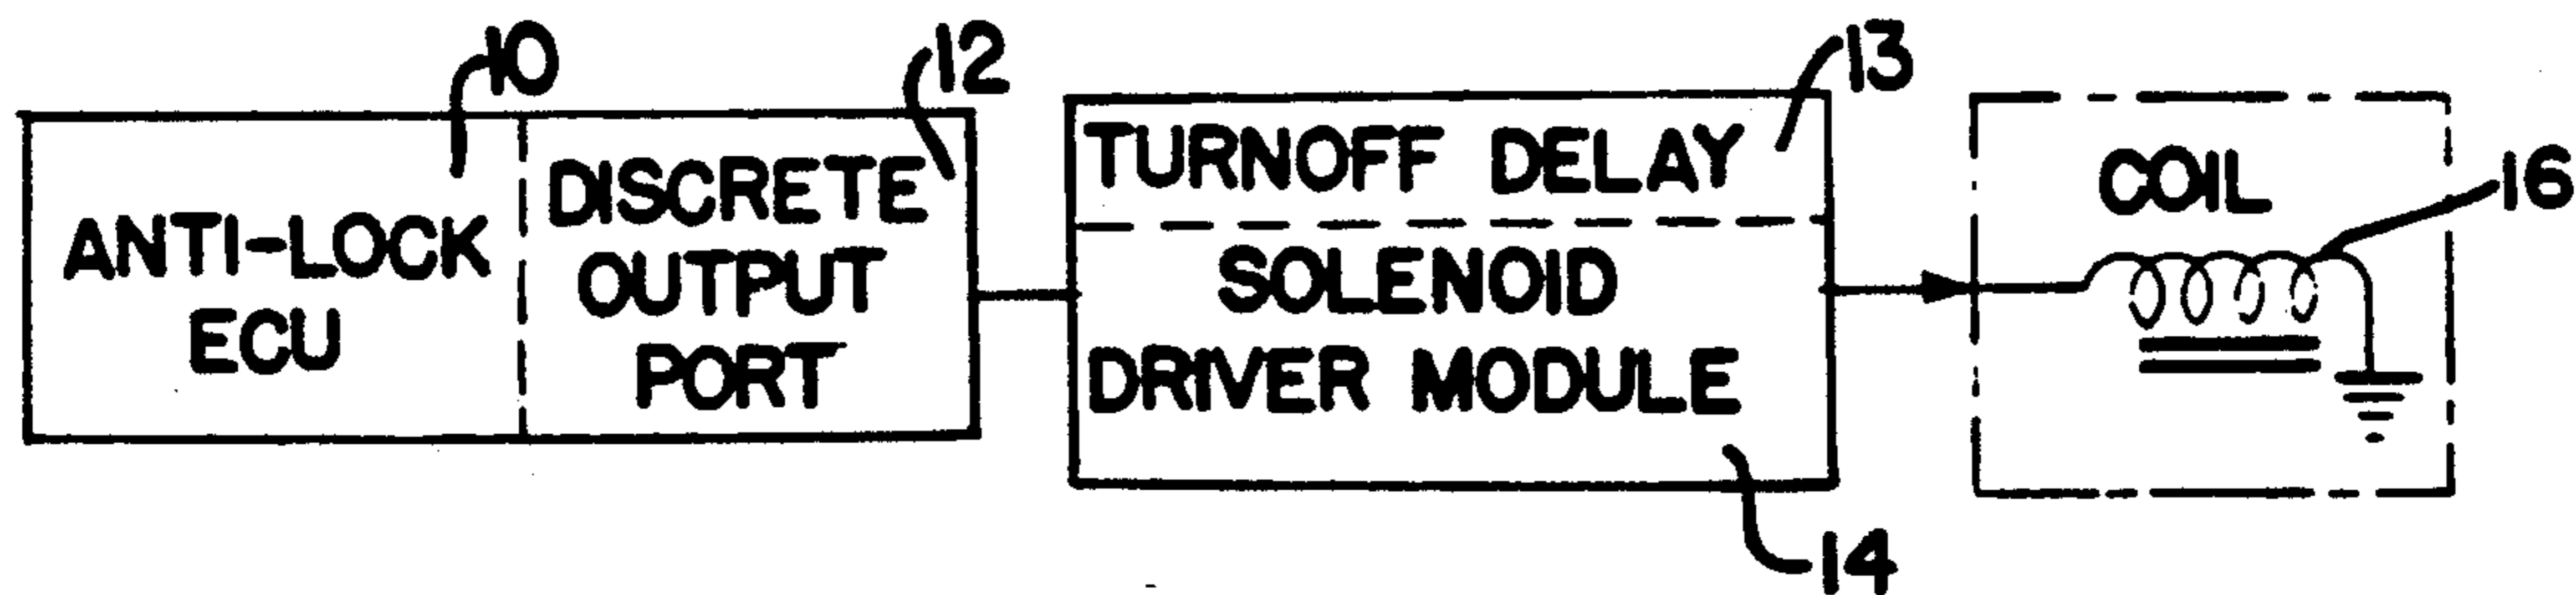 10
12
13
ANTI-LOCK
ECU
DISCRETE
OUTPUT
PORT
TURNOFF DELAY
SOLENOID
DRIVER MODULE
COIL
16
14